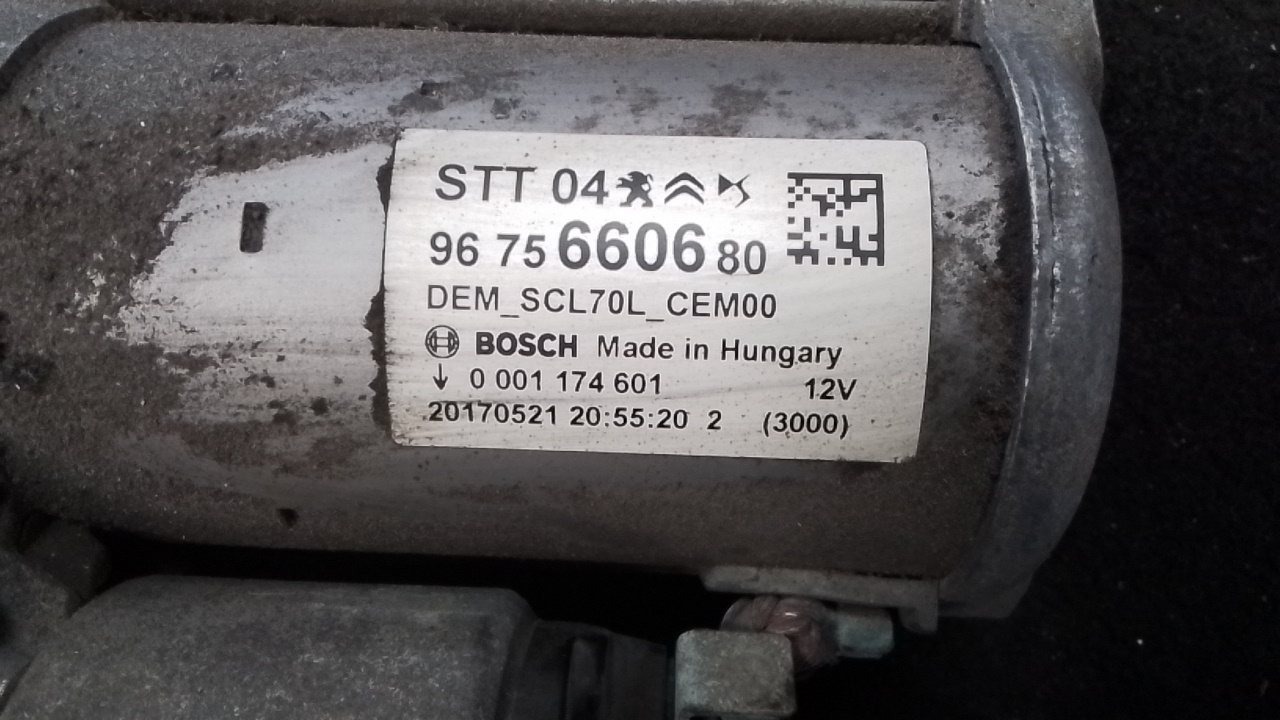 STT 04
96 75 6606 80
DEM_SCL70L_CEM00
BOSCH Made in Hungary
↓ 0 001 174 601 12V
20170521 20:55:20 2 (3000)